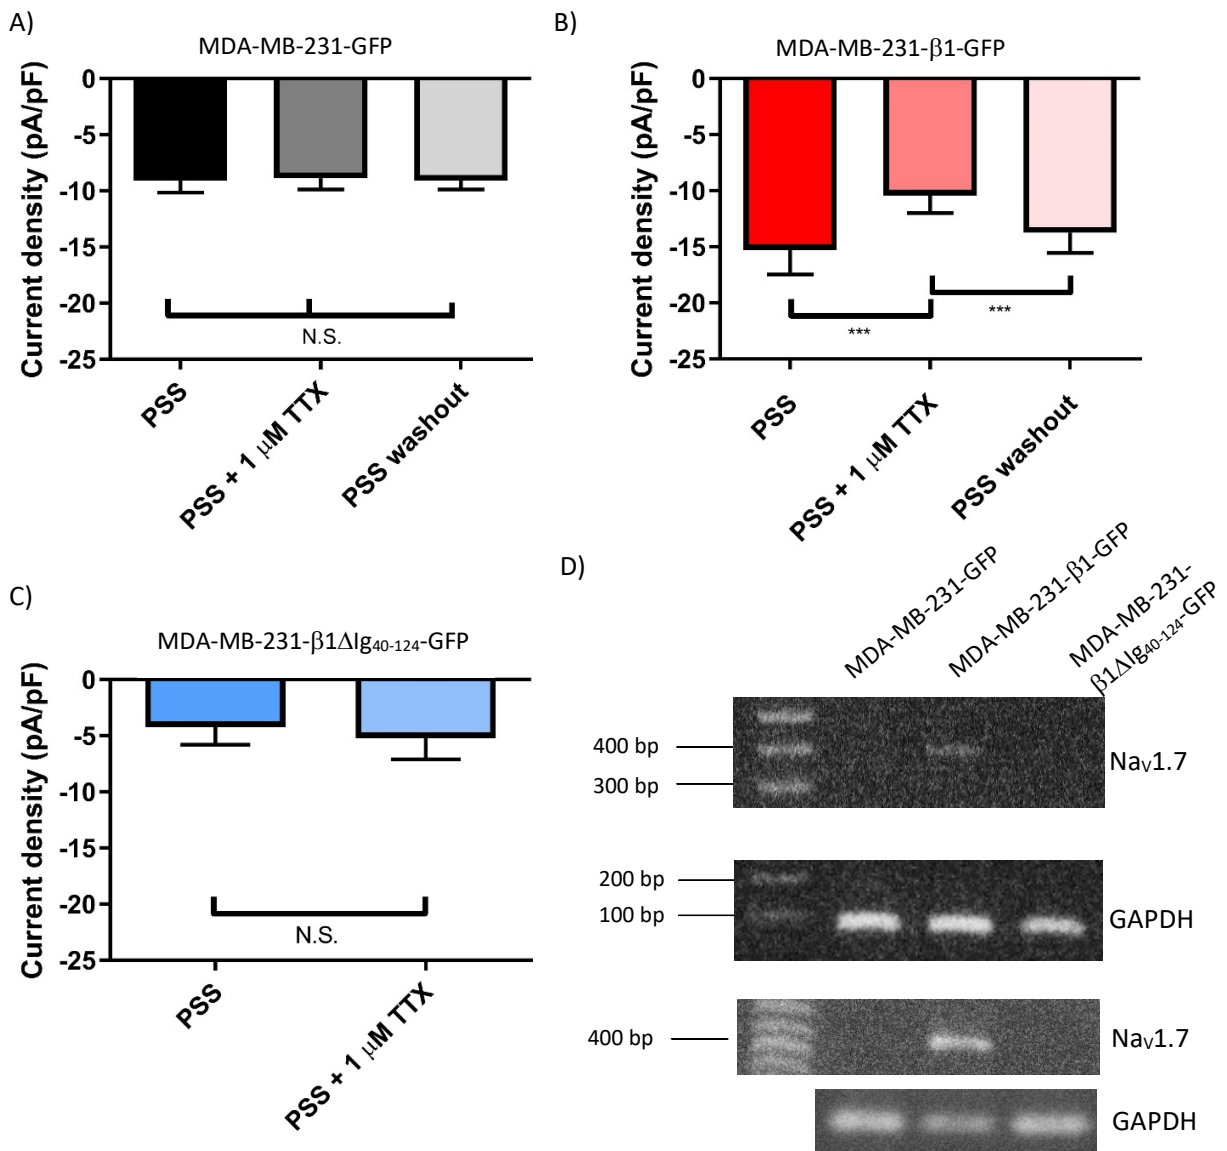 A)
MDA-MB-231-GFP
Current density (pA/pF)
0
-5
-10
-15
-20
-25
N.S.
PSS
PSS + 1 μM TTX
PSS washout
B)
MDA-MB-231-β1-GFP
Current density (pA/pF)
0
-5
-10
-15
-20
-25
***
***
PSS
PSS + 1 μM TTX
PSS washout
C)
MDA-MB-231-β1ΔIg40-124-GFP
Current density (pA/pF)
0
-5
-10
-15
-20
-25
N.S.
PSS
PSS + 1 μM TTX
D)
MDA-MB-231-GFP
MDA-MB-231-β1-GFP
MDA-MB-231-
β1ΔIg40-124-GFP
400 bp
300 bp
NaV1.7
200 bp
100 bp
GAPDH
400 bp
NaV1.7
GAPDH